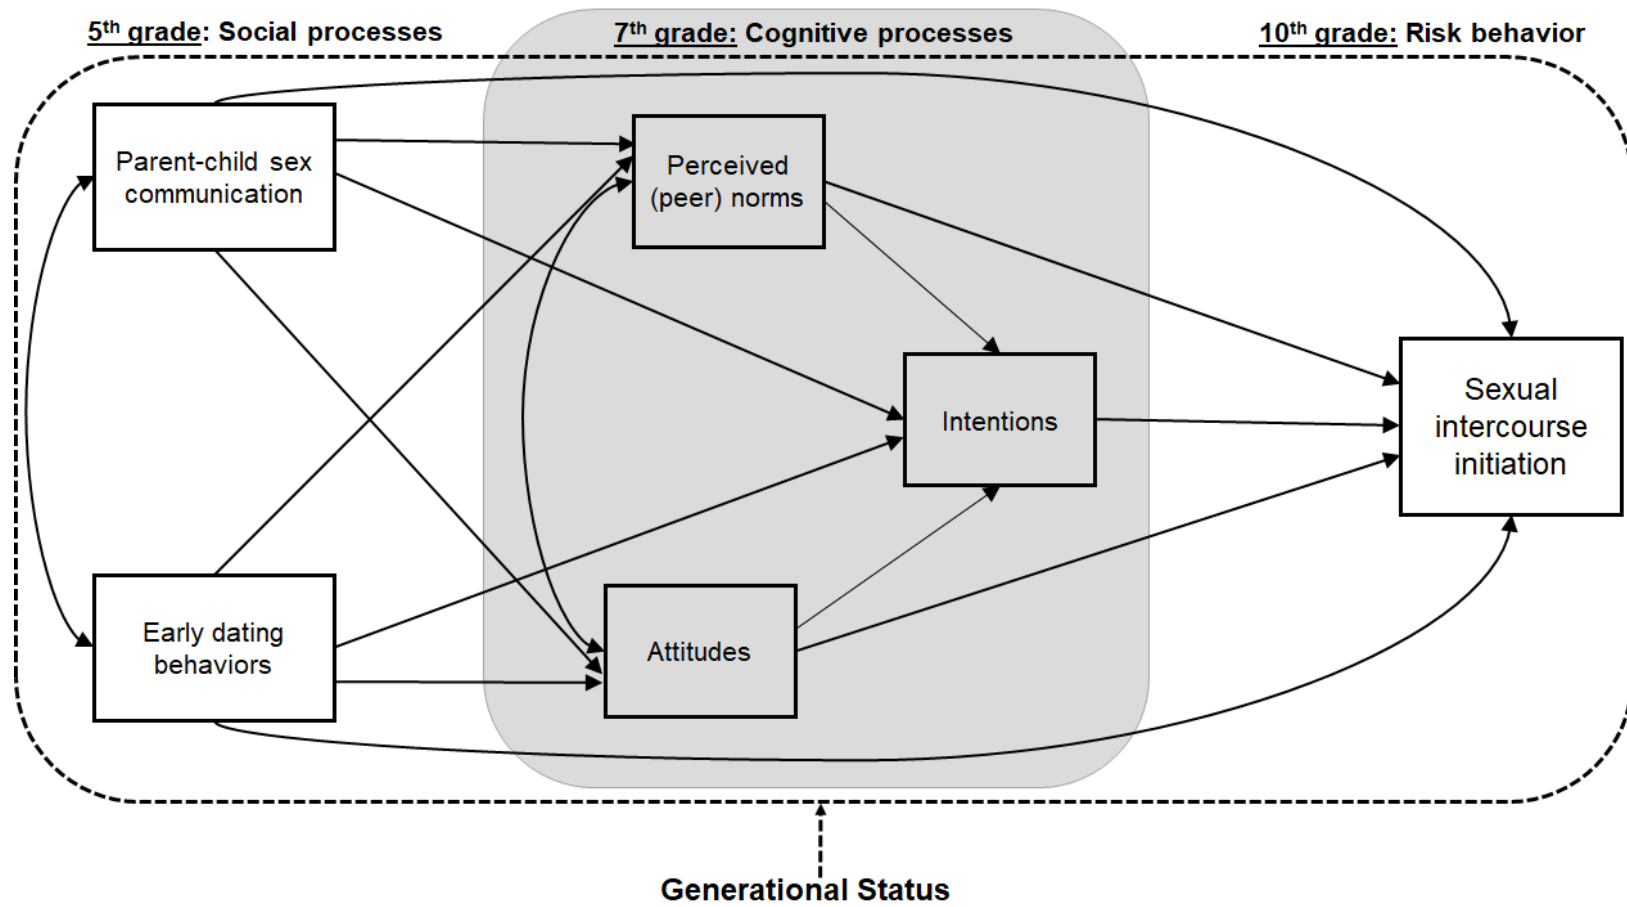 5th grade: Social processes
7th grade: Cognitive processes
10th grade: Risk behavior
Parent-child sex
communication
Perceived
(peer) norms
Intentions
Sexual
intercourse
initiation
Early dating
behaviors
Attitudes
Generational Status